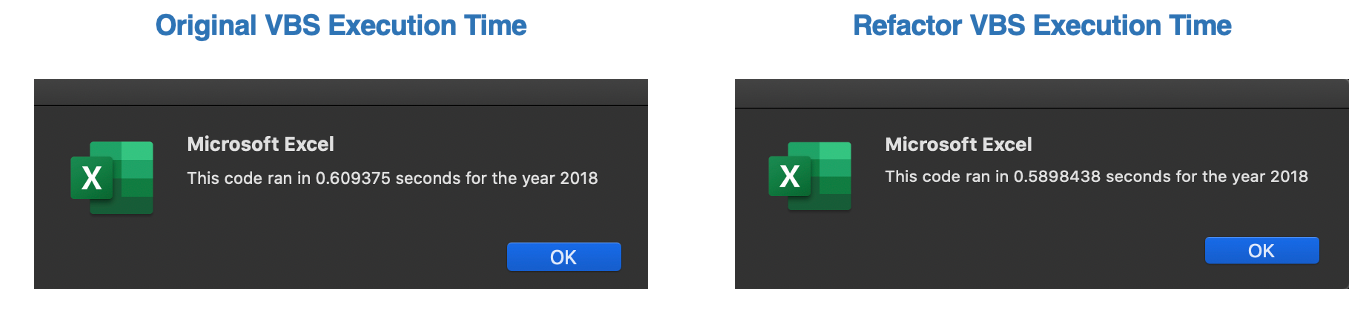 Original VBS Execution Time
Refactor VBS Execution Time
X
Microsoft Excel
This code ran in 0.609375 seconds for the year 2018
OK
X
Microsoft Excel
This code ran in 0.5898438 seconds for the year 2018
OK